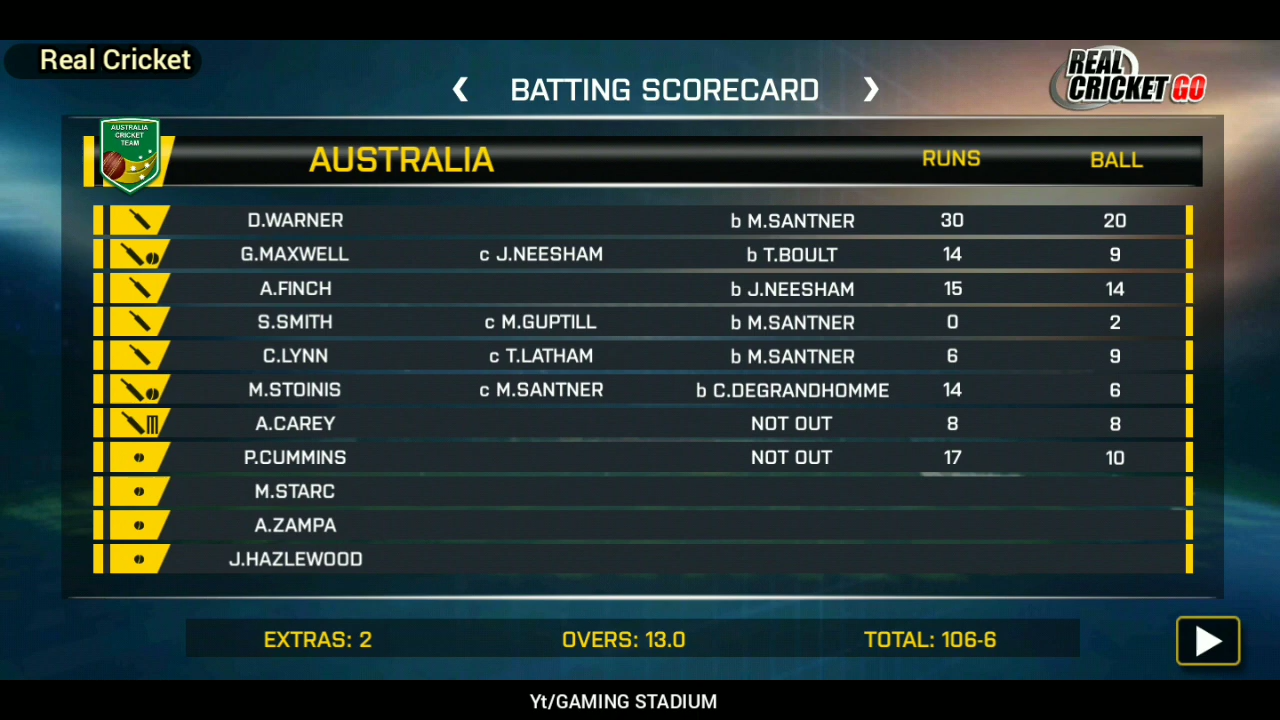 Real Cricket
BATTING SCORECARD
REAL CRICKET GO
AUSTRALIA CRICKET TEAM
AUSTRALIA RUNS BALL
D.WARNER b M.SANTNER 30 20
G.MAXWELL c J.NEESHAM b T.BOULT 14 9
A.FINCH b J.NEESHAM 15 14
S.SMITH c M.GUPTILL b M.SANTNER 0 2
C.LYNN c T.LATHAM b M.SANTNER 6 9
M.STOINIS c M.SANTNER b C.DEGRANDHOMME 14 6
A.CAREY NOT OUT 8 8
P.CUMMINS NOT OUT 17 10
M.STARC
A.ZAMPA
J.HAZLEWOOD
EXTRAS: 2 OVERS: 13.0 TOTAL: 106-6
Yt/GAMING STADIUM